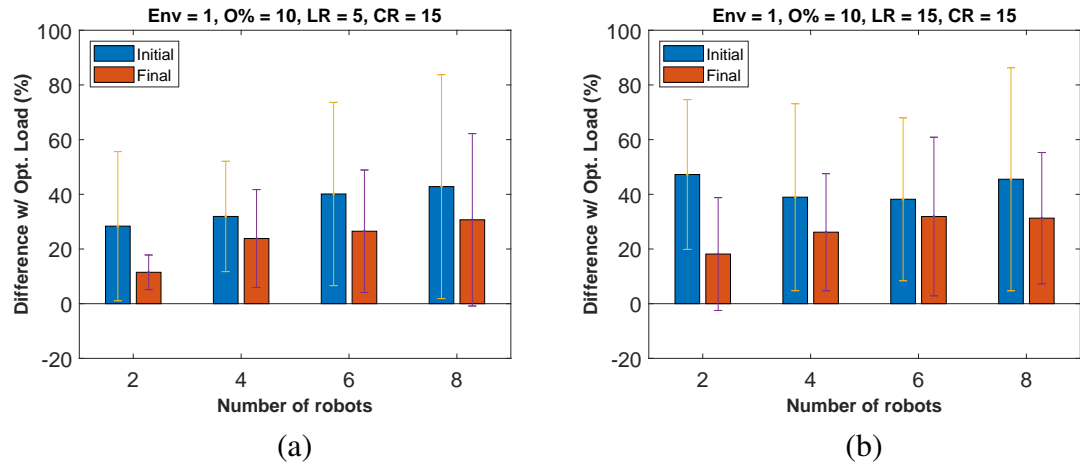 Env = 1, O% = 10, LR = 5, CR = 15
100
80
60
40
20
0
-20
Difference w/ Opt. Load (%)
Initial
Final
2 4 6 8
Number of robots
(a)
Env = 1, O% = 10, LR = 15, CR = 15
100
80
60
40
20
0
-20
Difference w/ Opt. Load (%)
Initial
Final
2 4 6 8
Number of robots
(b)